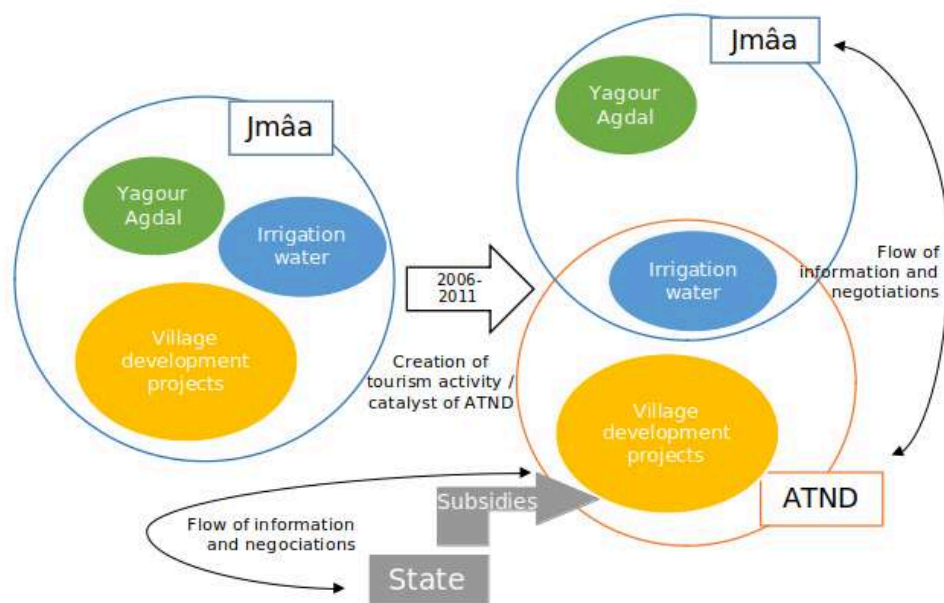 Jmâa
Yagour
Agdal
Irrigation
water
Village
development
projects
2006-
2011
Creation of
tourism activity /
catalyst of ATND
Jmâa
Yagour
Agdal
Irrigation
water
Village
development
projects
ATND
Flow of
information and
negotiations
Subsidies
Flow of information
and negociations
State